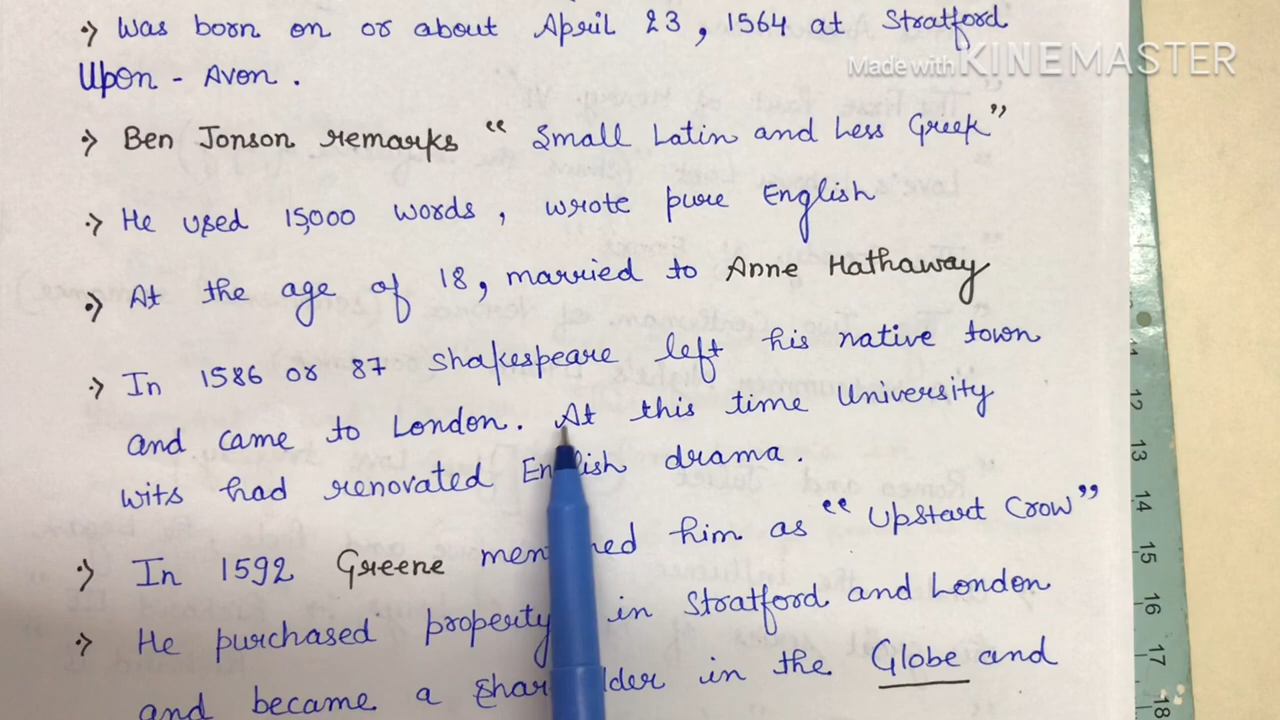 Was born on or about April 23, 1564 at Stratford
Made with KINEMASTER
Upon - Avon.
Ben Jonson remarks “ Small Latin and Less Greek”
He used 15,000 words, wrote pure English
At the age of 18, married to Anne Hathaway
In 1586 or 87 Shakespeare left his native town
and came to London. At this time University
wits had renovated English drama.
In 1592 Greene him as “ Upstart Crow”
He purchased property in Stratford and London
and became a in the Globe and